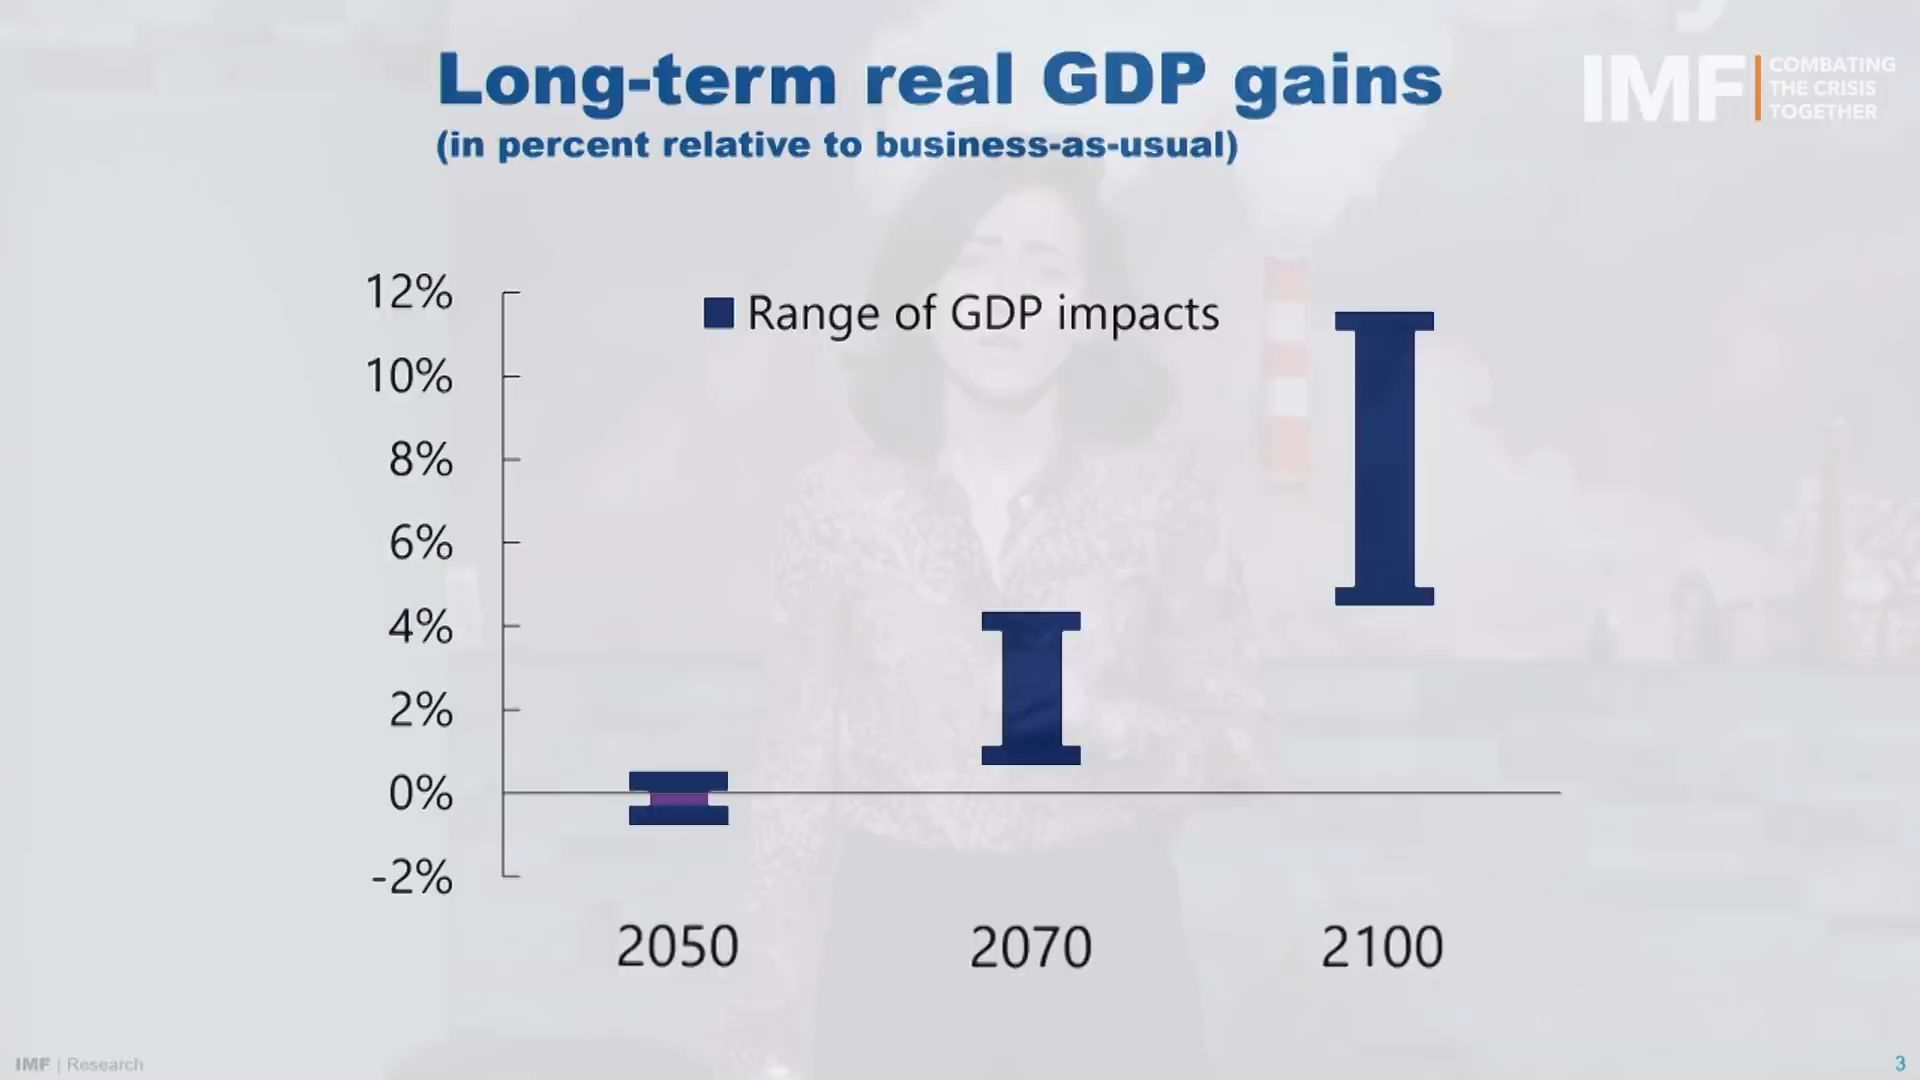 Long-term real GDP gains
(in percent relative to business-as-usual)
IMF
COMBATING
THE CRISIS
TOGETHER
Range of GDP impacts
12%
10%
8%
6%
4%
2%
0%
-2%
2050
2070
2100
IMF | Research
3